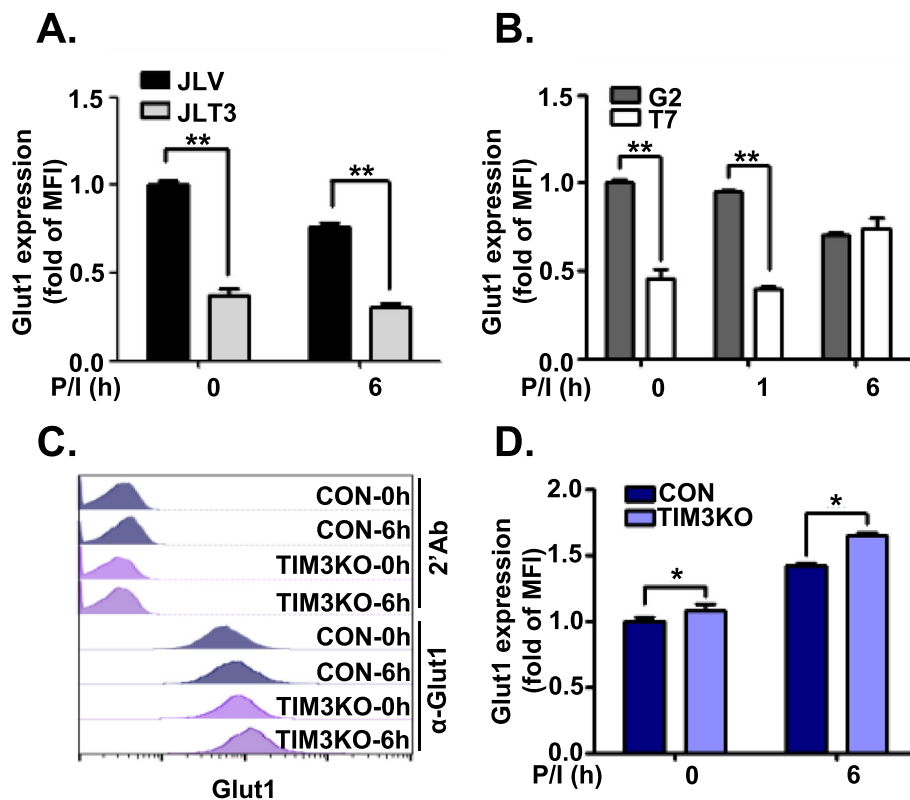 A.
JLV
JLT3
Glut1 expression
(fold of MFI)
1.5
1.0
0.5
0.0
**
**
P/I (h)
0
6
B.
G2
T7
Glut1 expression
(fold of MFI)
1.5
1.0
0.5
0.0
**
**
P/I (h)
0
1
6
C.
CON-0h
CON-6h
TIM3KO-0h
TIM3KO-6h
2'Ab
CON-0h
CON-6h
TIM3KO-0h
TIM3KO-6h
α-Glut1
Glut1
D.
CON
TIM3KO
Glut1 expression
(fold of MFI)
2.0
1.5
1.0
0.5
0.0
*
*
P/I (h)
0
6